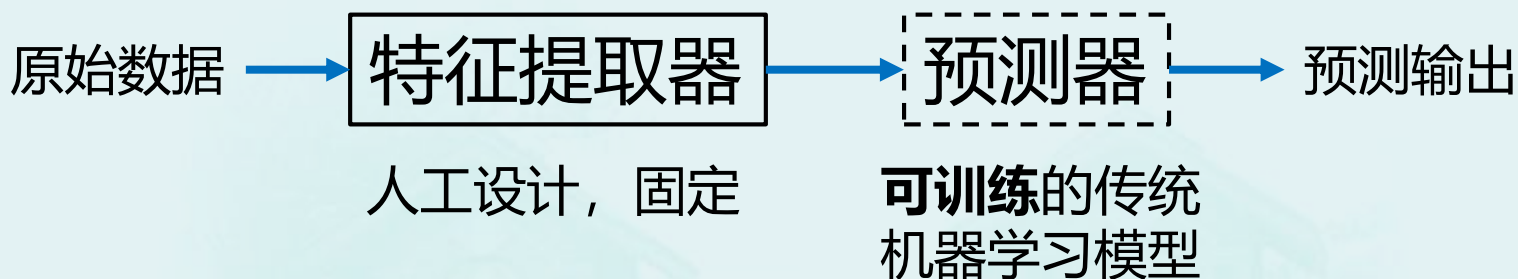 原始数据
特征提取器
预测器
预测输出
人工设计，固定
可训练的传统
机器学习模型